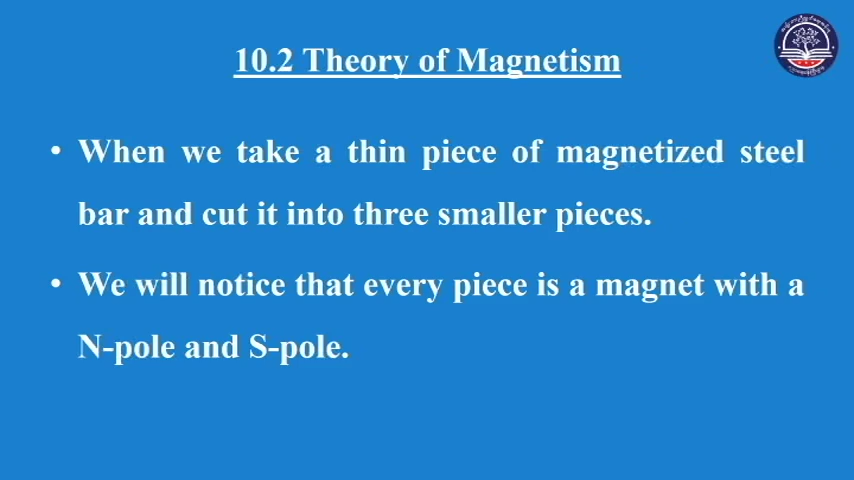 10.2 Theory of Magnetism
• When we take a thin piece of magnetized steel
bar and cut it into three smaller pieces.
• We will notice that every piece is a magnet with a
N-pole and S-pole.